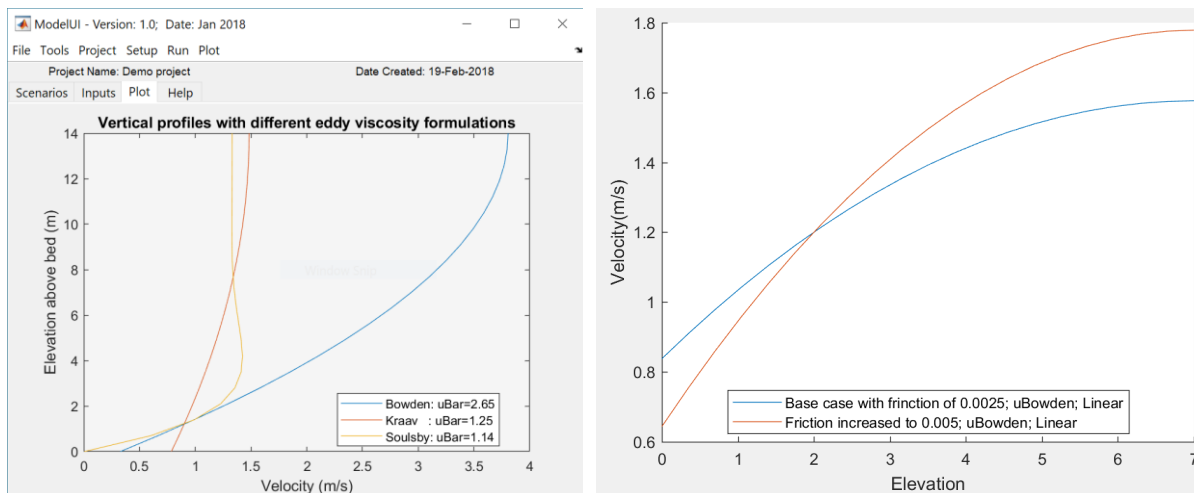 ModelUI - Version: 1.0;  Date: Jan 2018
File Tools Project Setup Run Plot
Project Name: Demo project
Date Created: 19-Feb-2018
Scenarios Inputs Plot Help
Vertical profiles with different eddy viscosity formulations
14
12
10
8
6
4
2
0
Elevation above bed (m)
Window Snip
Bowden: uBar=2.65
Kraav   : uBar=1.25
Soulsby: uBar=1.14
0 0.5 1 1.5 2 2.5 3 3.5 4
Velocity (m/s)
1.8
1.6
1.4
1.2
1
0.8
0.6
Velocity(m/s)
Base case with frinction of 0.0025; uBowden; Linear
Friction increased to 0.005; uBowden; Linear
0 1 2 3 4 5 6 7
Elevation